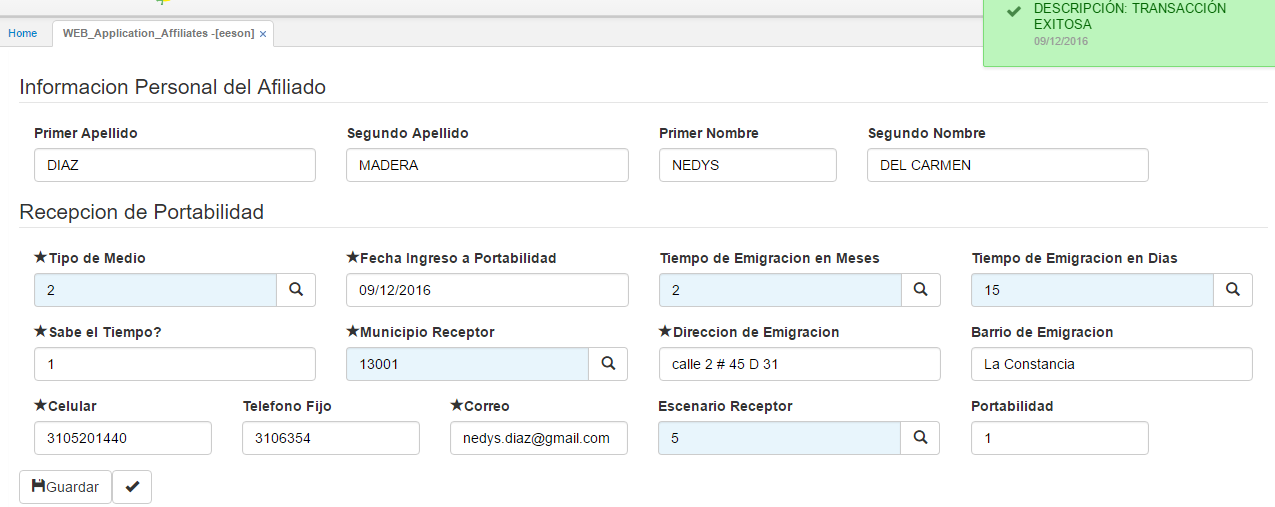 DESCRIPCIÓN: TRANSACCIÓN
EXITOSA
09/12/2016
Home WEB_Application_Affiliates -[eeson] ×
Informacion Personal del Afiliado
Primer Apellido Segundo Apellido Primer Nombre Segundo Nombre
DIAZ MADERA NEDYS DEL CARMEN
Recepcion de Portabilidad
★Tipo de Medio ★Fecha Ingreso a Portabilidad Tiempo de Emigracion en Meses Tiempo de Emigracion en Dias
2 09/12/2016 2 15
★Sabe el Tiempo? ★Municipio Receptor ★Direccion de Emigracion Barrio de Emigracion
1 13001 calle 2 # 45 D 31 La Constancia
★Celular Telefono Fijo ★Correo Escenario Receptor Portabilidad
3105201440 3106354 nedys.diaz@gmail.com 5 1
Guardar